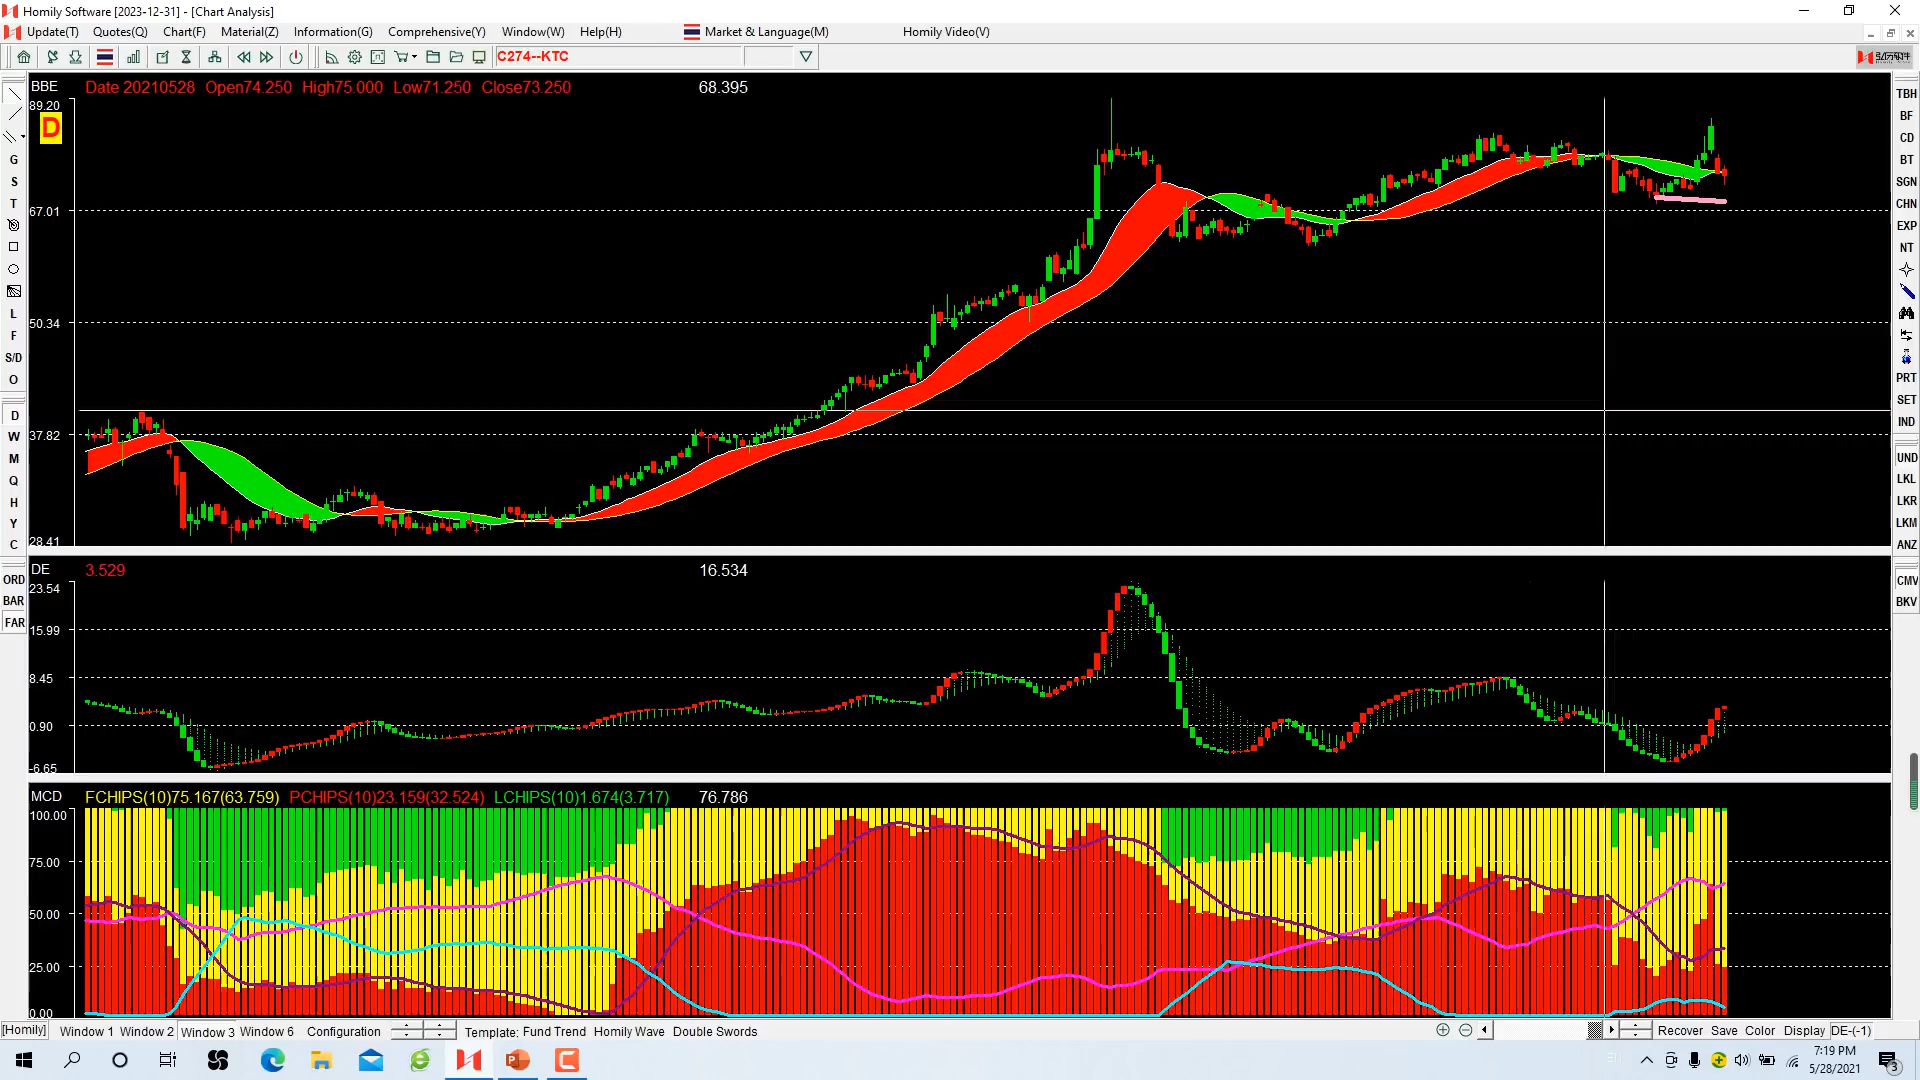 Homily Software [2023-12-31] - [Chart Analysis]
Update(T) Quotes(Q) Chart(F) Material(Z) Information(G) Comprehensive(Y) Window(W) Help(H) Market & Language(M) Homily Video(V)
C274--KTC
BBE Date 20210528 Open74.250 High75.000 Low71.250 Close73.250 68.395
89.20
D
67.01
50.34
37.82
28.41
DE 3.529 16.534
23.54
15.99
8.45
0.90
-6.65
MCD FCHIPS(10)75.167(63.759) PCHIPS(10)23.159(32.524) LCHIPS(10)1.674(3.717) 76.786
100.00
75.00
50.00
25.00
0.00
G
S
T
L
F
S/D
O
D
W
M
Q
H
Y
C
ORD
BAR
FAR
TBH
BF
CD
BT
SGN
CHN
EXP
NT
PRT
SET
IND
UND
LKL
LKR
LKM
ANZ
CMV
BKV
[Homily] Window 1 Window 2 Window 3 Window 6 Configuration Template: Fund Trend Homily Wave Double Swords Recover Save Color Display DE-(-1)
7:19 PM
5/28/2021
3